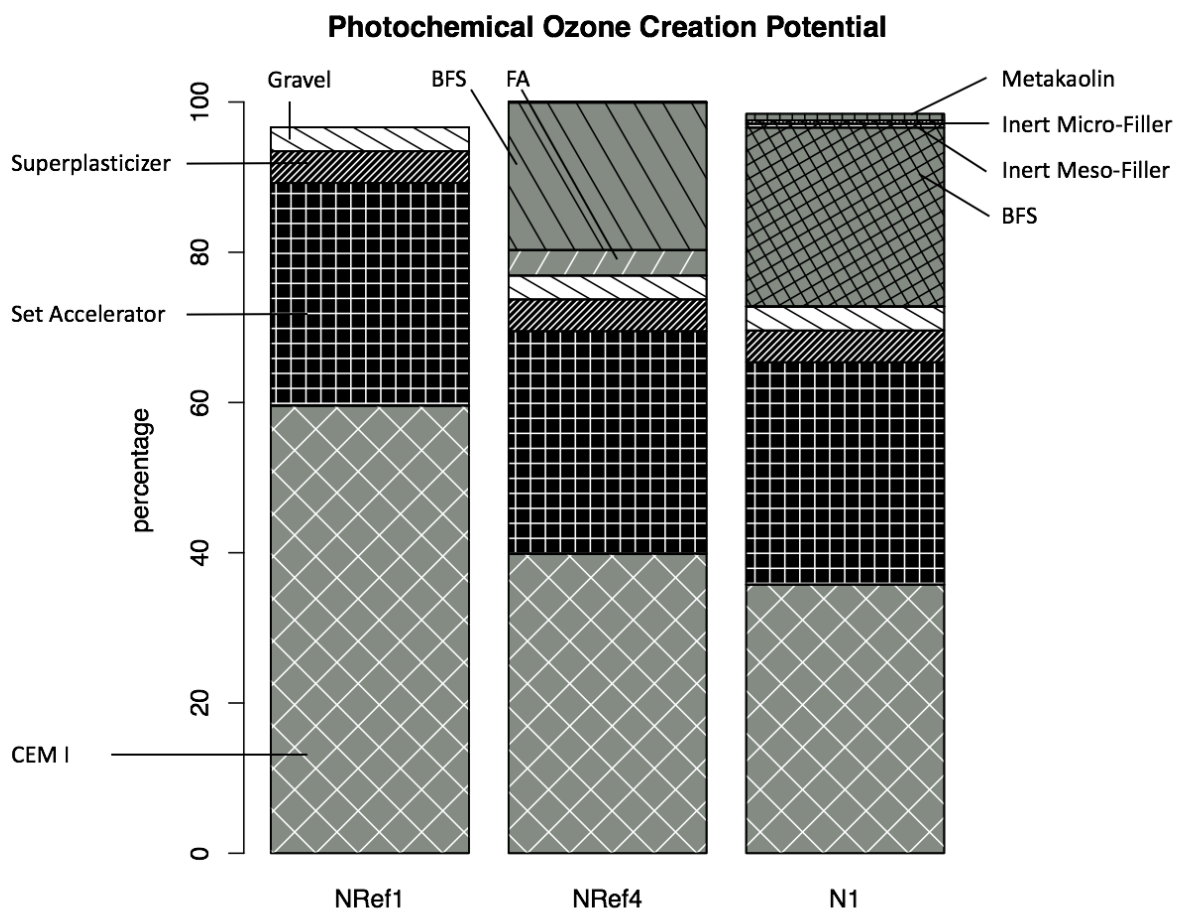 Photochemical Ozone Creation Potential
Gravel
BFS
FA
Metakaolin
Inert Micro-Filler
Inert Meso-Filler
BFS
Superplasticizer
Set Accelerator
CEM I
percentage
100
80
60
40
20
0
NRef1
NRef4
N1